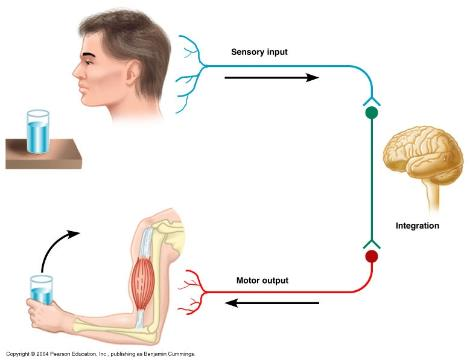 Sensory input
Integration
Motor output
Copyright © 2004 Pearson Education, Inc., publishing as Benjamin Cummings.